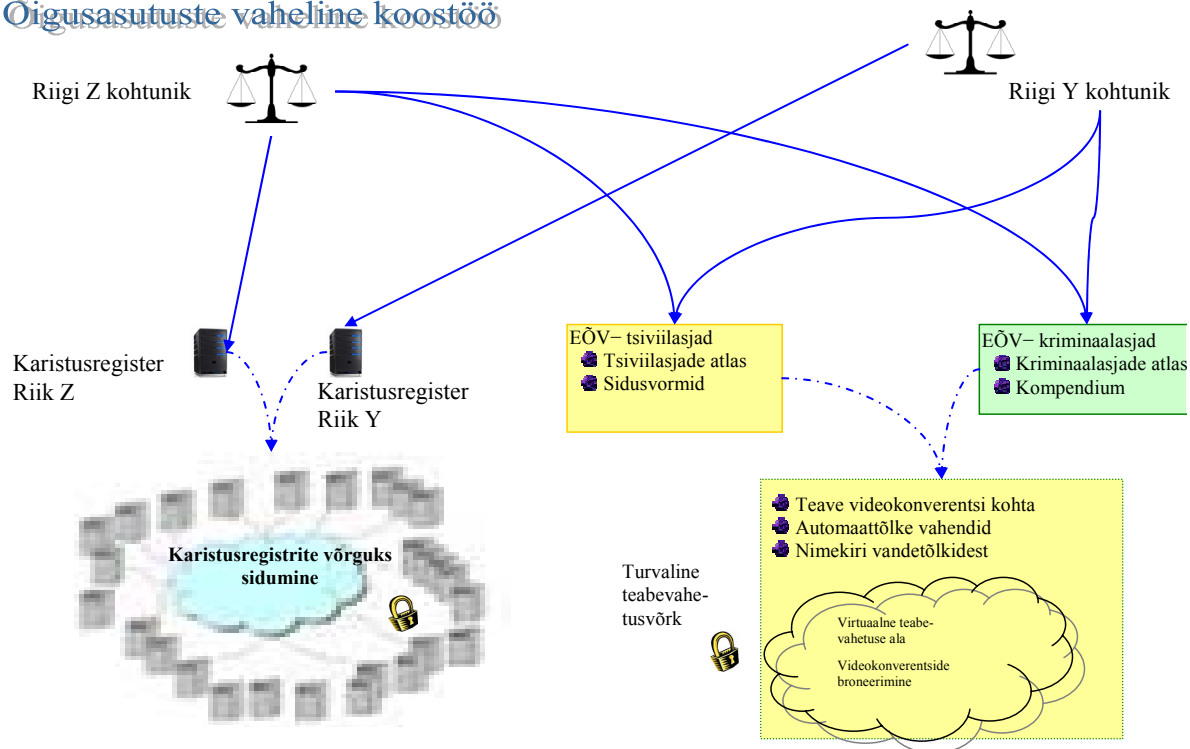 Õigusasutuste vaheline koostöö
Riigi Z kohtunik
Riigi Y kohtunik
Karistusregister
Riik Z
Karistusregister
Riik Y
EÕV− tsiviilasjad
Tsiviilasjade atlas
Sidusvormid
EÕV− kriminaalasjad
Kriminaalasjade atlas
Kompendium
Karistusregistrite võrguks
sidumine
Turvaline
teabevahe-
tusvõrk
Teave videokonverentsi kohta
Automaattõlke vahendid
Nimekiri vandetõlkidest
Virtuaalne teabe-
vahetuse ala
Videokonverentside
broneerimine